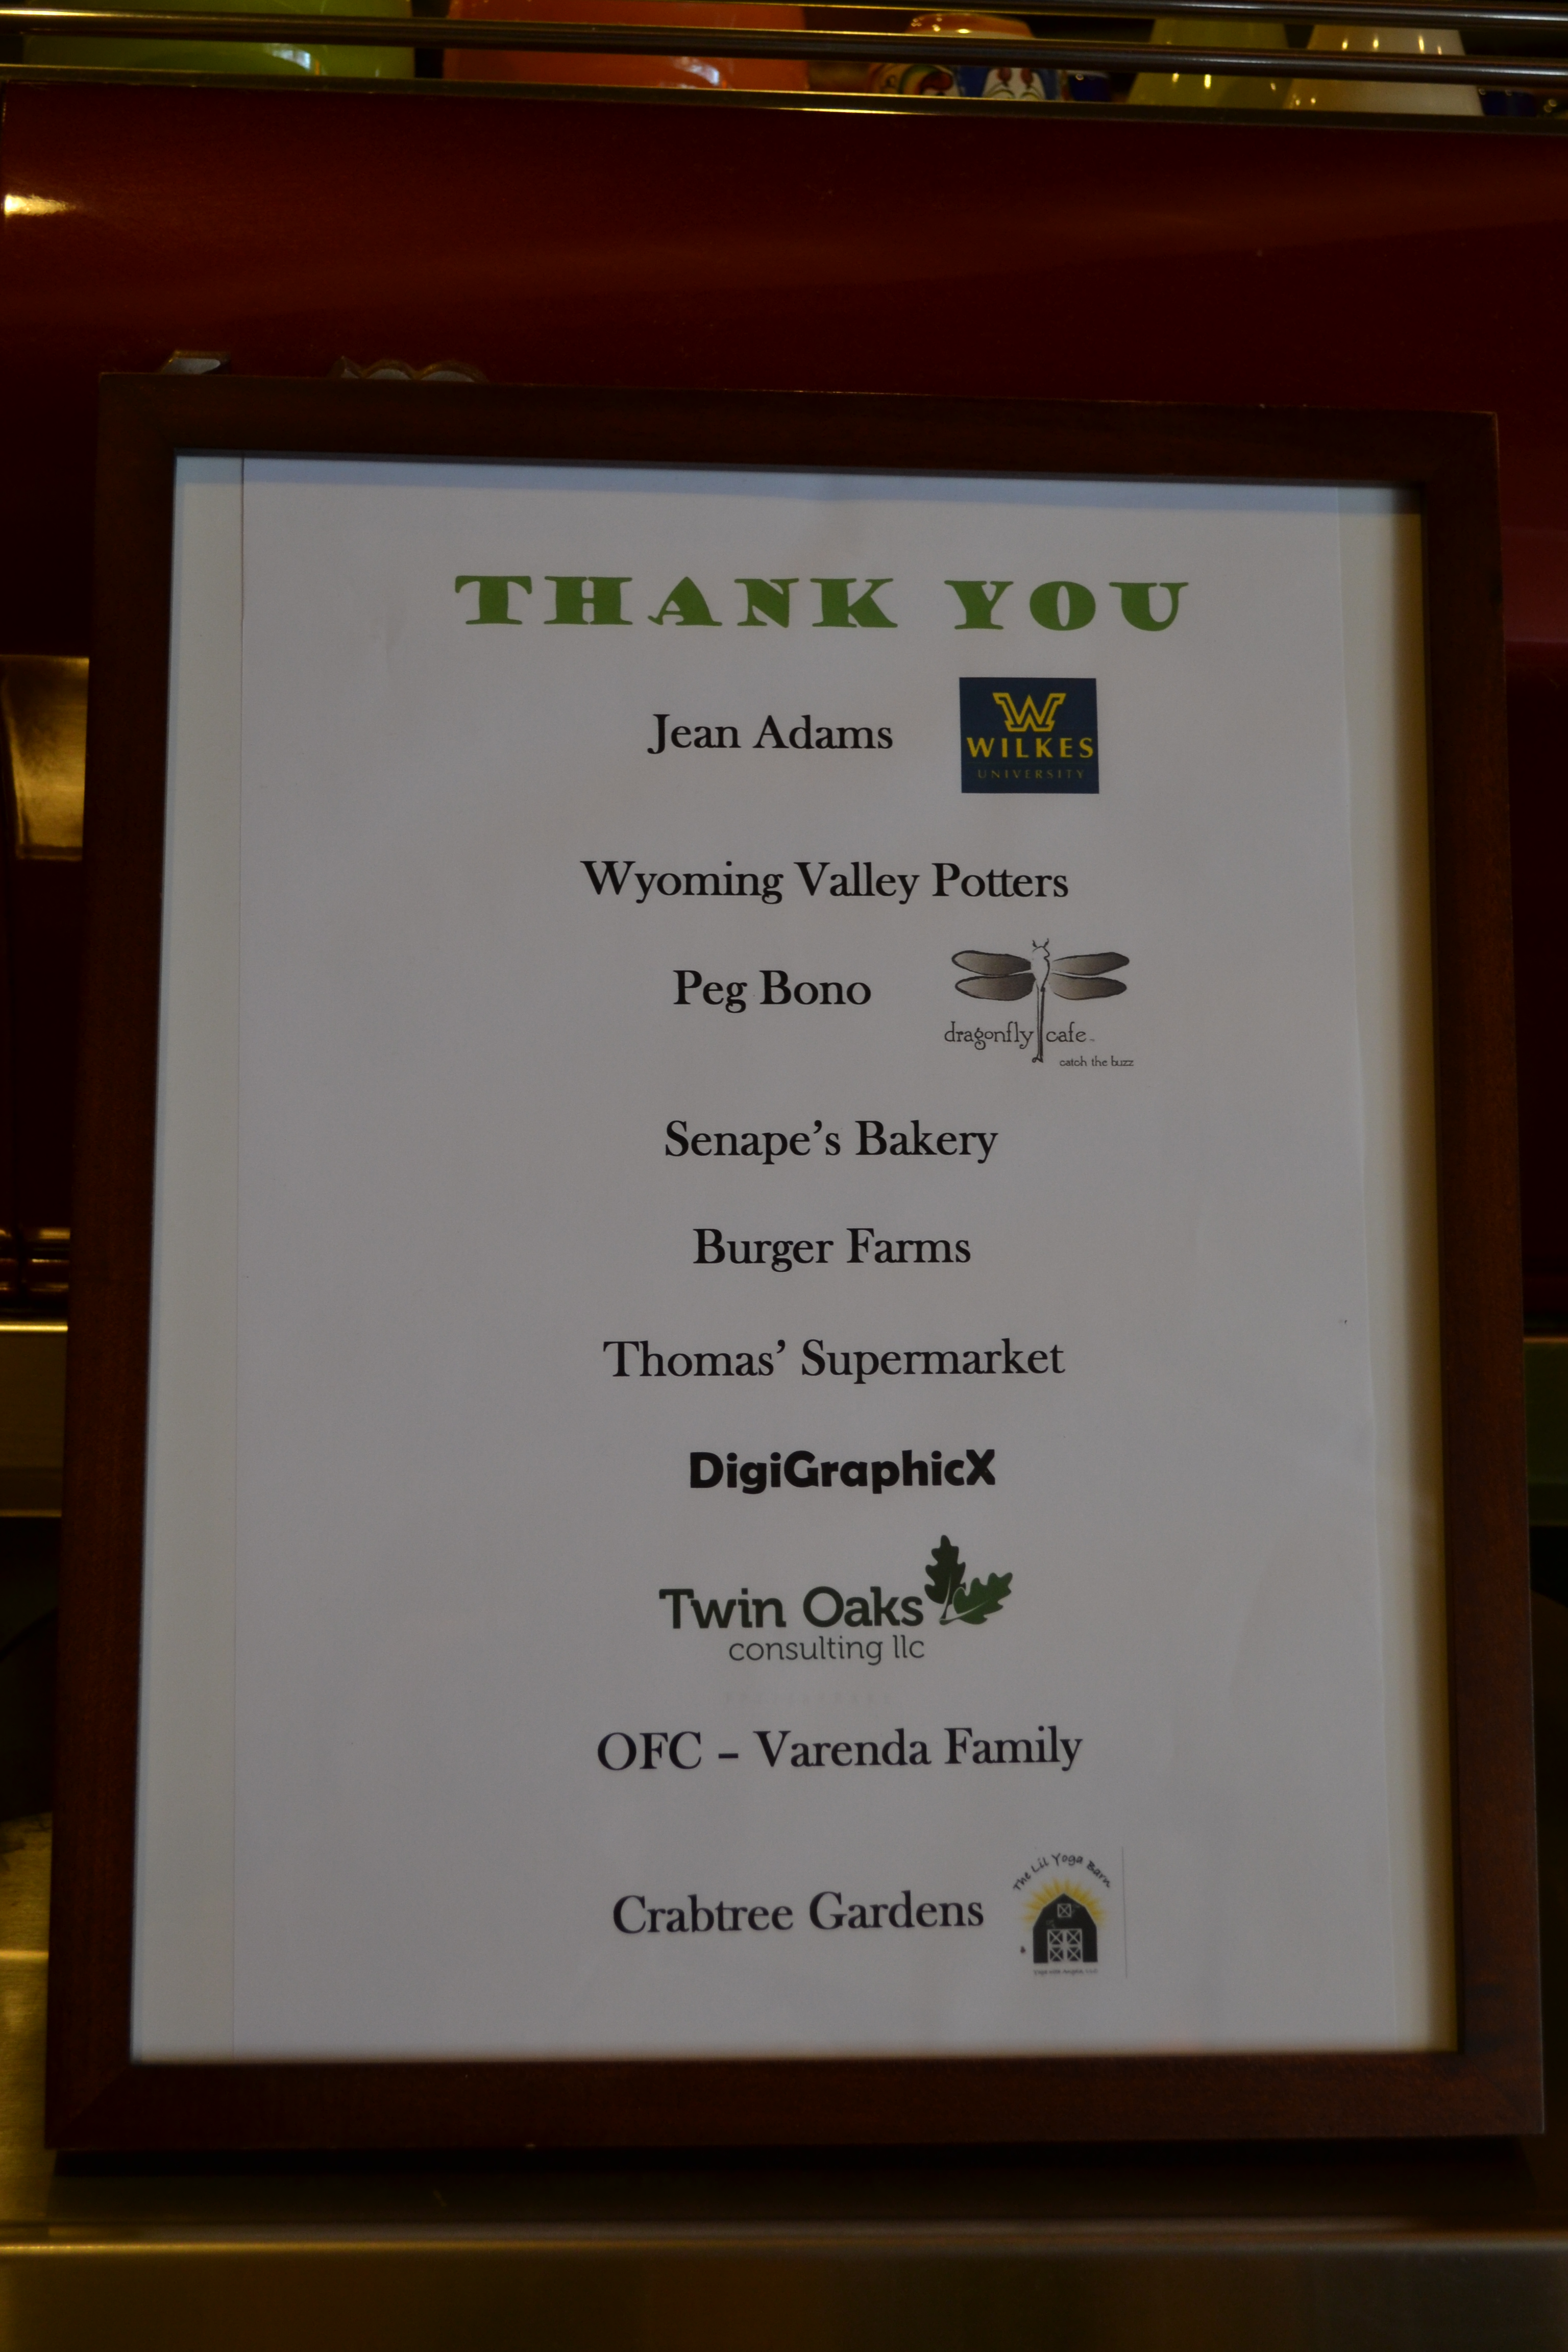 THANK YOU
Jean Adams
W
WILKES
UNIVERSITY
Wyoming Valley Potters
Peg Bono
dragonfly cafe
catch the buzz
Senape's Bakery
Burger Farms
Thomas' Supermarket
DigiGraphicX
Twin Oaks
consulting llc
OFC – Varenda Family
The Lil Yoga Barn
Crabtree Gardens